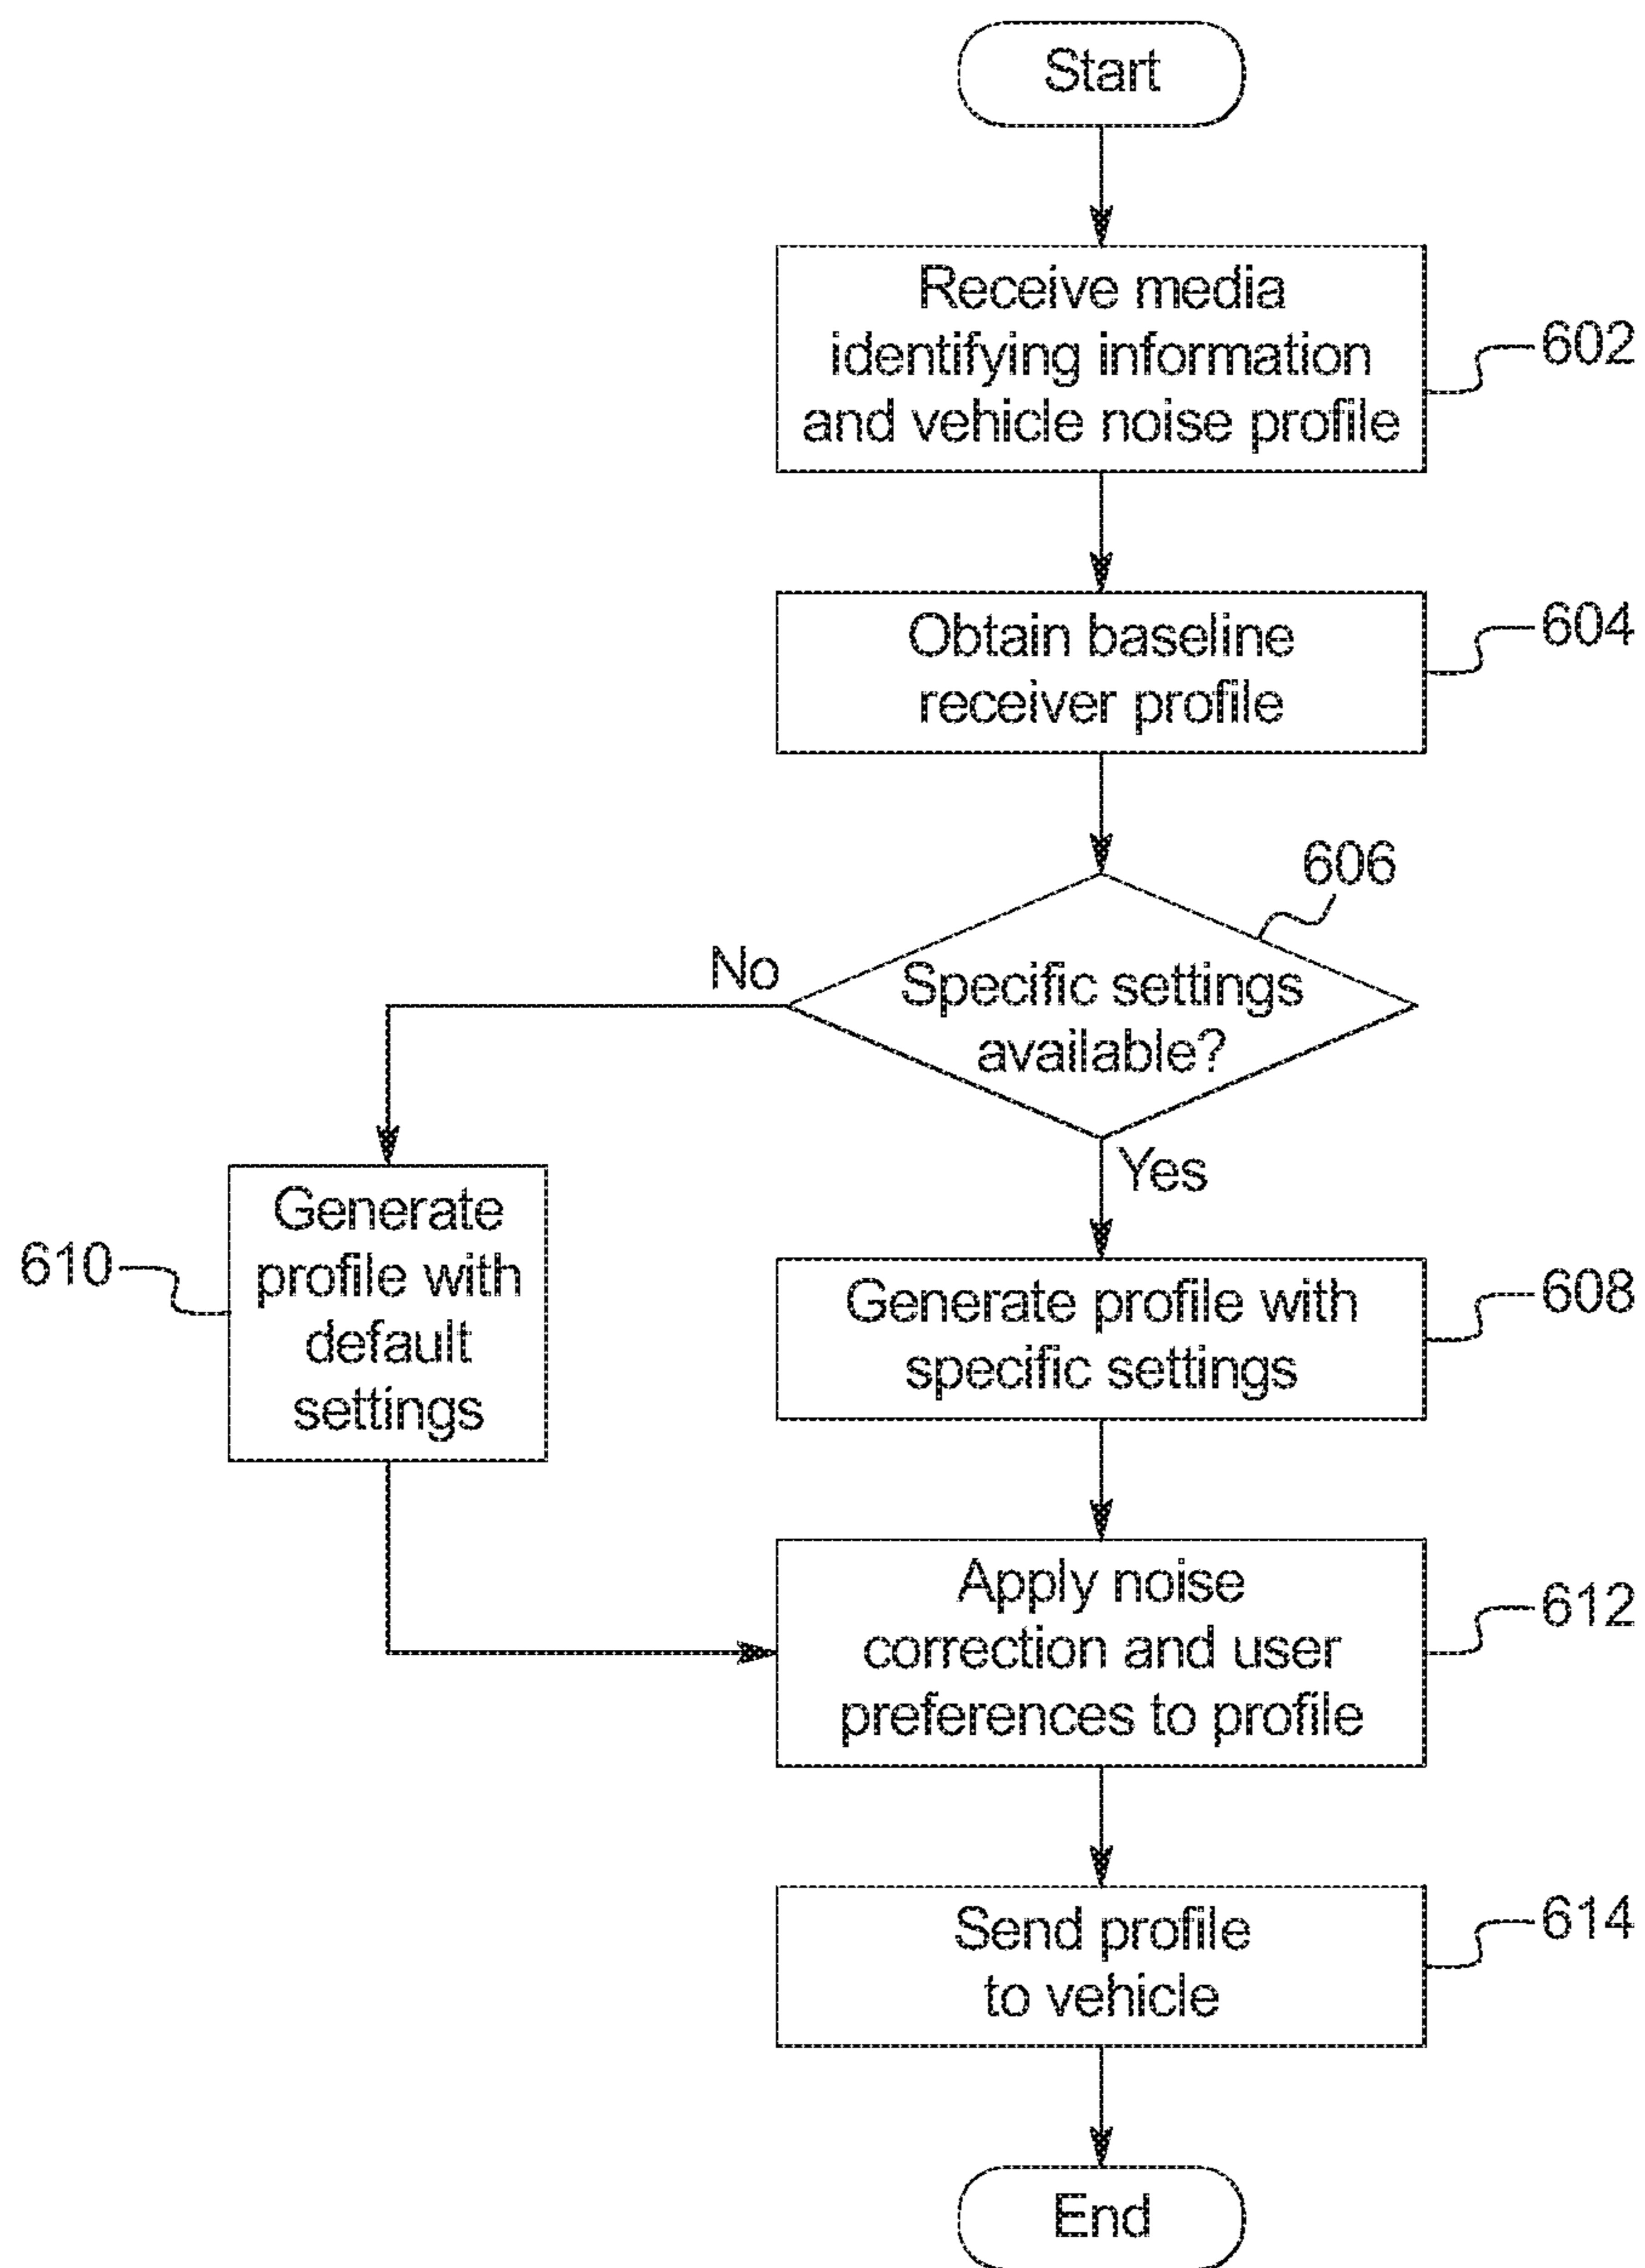 Start
Receive media
identifying information
and vehicle noise profile
602
Obtain baseline
receiver profile
604
606
Specific settings
available?
No
Yes
Generate
profile with
default
settings
610
Generate profile with
specific settings
608
Apply noise
correction and user
preferences to profile
612
Send profile
to vehicle
614
End